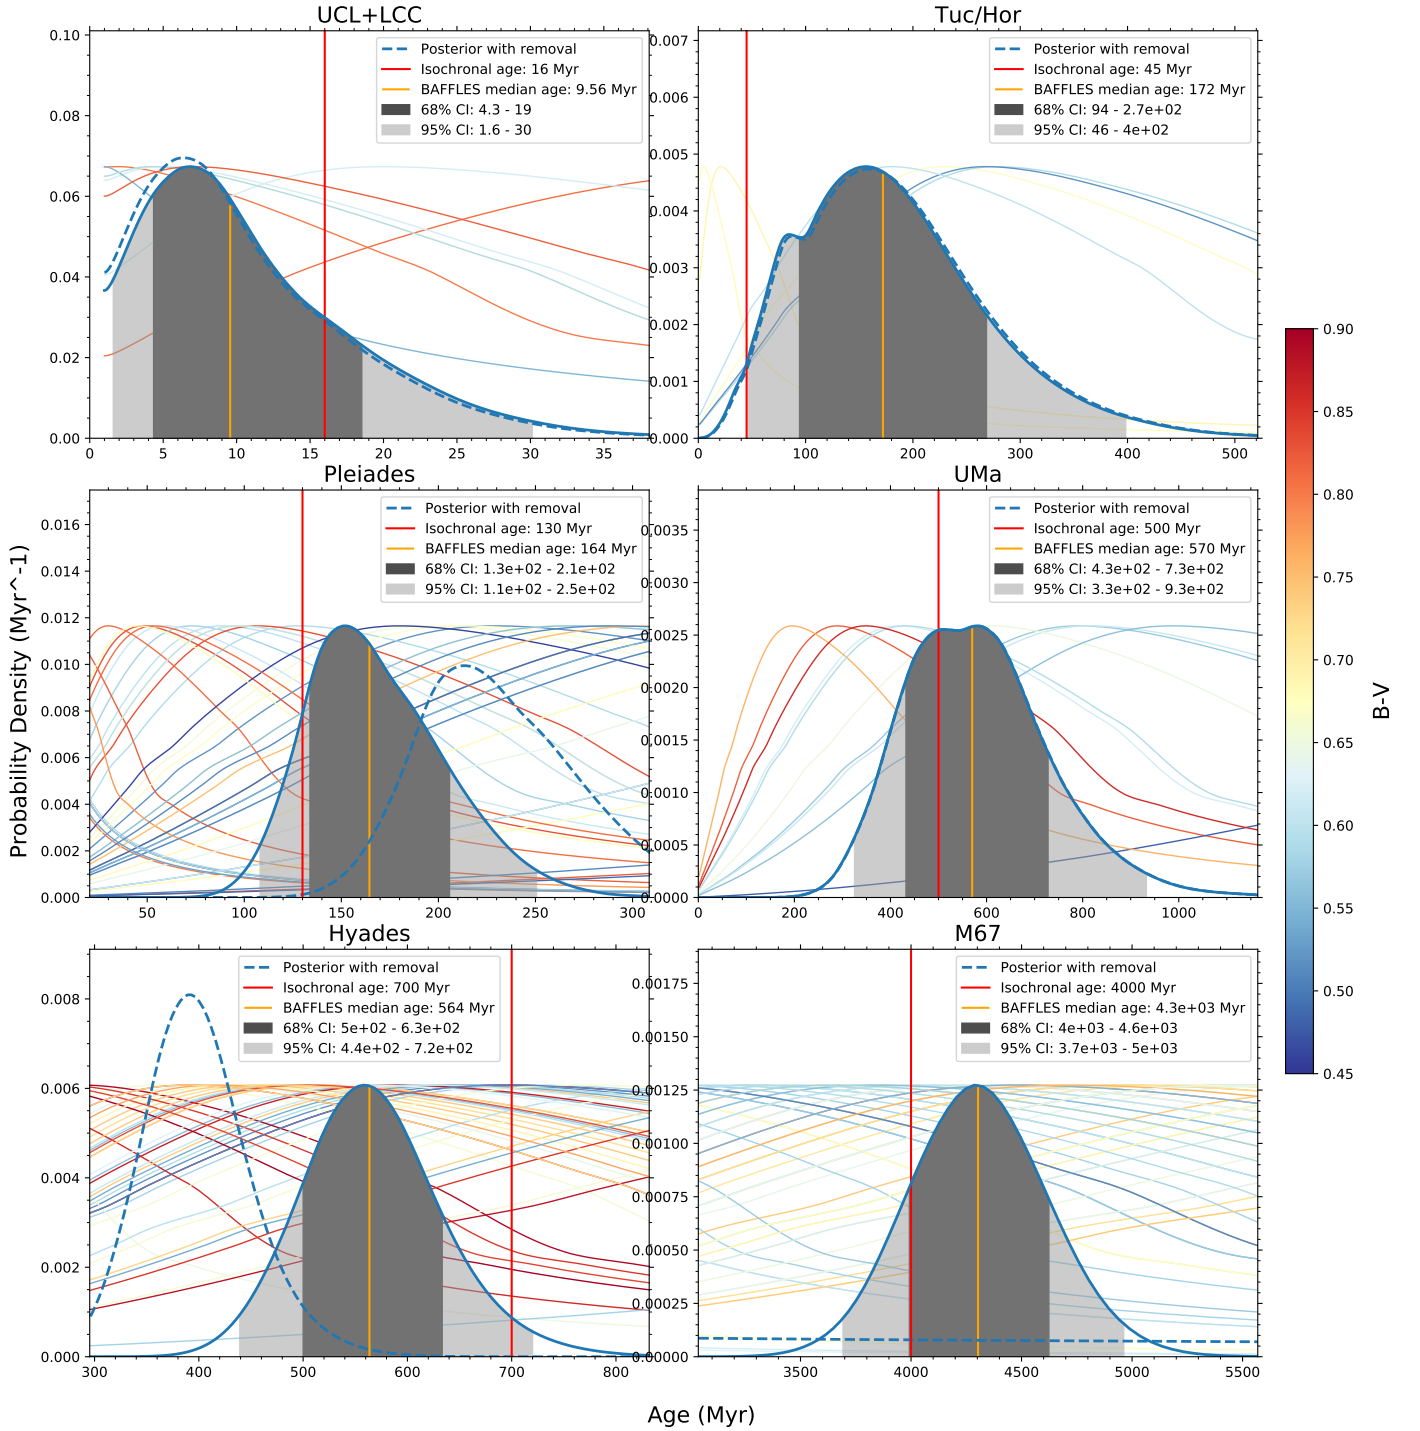 UCL+LCC
Posterior with removal
Isochronal age: 16 Myr
BAFFLES median age: 9.56 Myr
68% CI: 4.3 - 19
95% CI: 1.6 - 30
0.10
0.08
0.06
0.04
0.02
0.00
0 5 10 15 20 25 30 35
Tuc/Hor
Posterior with removal
Isochronal age: 45 Myr
BAFFLES median age: 172 Myr
68% CI: 94 - 2.7e+02
95% CI: 46 - 4e+02
0.007
0.006
0.005
0.004
0.003
0.002
0.001
0.000
0 100 200 300 400 500
Pleiades
Posterior with removal
Isochronal age: 130 Myr
BAFFLES median age: 164 Myr
68% CI: 1.3e+02 - 2.1e+02
95% CI: 1.1e+02 - 2.5e+02
0.016
0.014
0.012
0.010
0.008
0.006
0.004
0.002
0.000
50 100 150 200 250 300
UMa
Posterior with removal
Isochronal age: 500 Myr
BAFFLES median age: 570 Myr
68% CI: 4.3e+02 - 7.3e+02
95% CI: 3.3e+02 - 9.3e+02
0.0035
0.0030
0.0025
0.0020
0.0015
0.0010
0.0005
0.0000
0 200 400 600 800 1000
Hyades
Posterior with removal
Isochronal age: 700 Myr
BAFFLES median age: 564 Myr
68% CI: 5e+02 - 6.3e+02
95% CI: 4.4e+02 - 7.2e+02
0.008
0.006
0.004
0.002
0.000
300 400 500 600 700 800
M67
Posterior with removal
Isochronal age: 4000 Myr
BAFFLES median age: 4.3e+03 Myr
68% CI: 4e+03 - 4.6e+03
95% CI: 3.7e+03 - 5e+03
0.00175
0.00150
0.00125
0.00100
0.00075
0.00050
0.00025
0.00000
3500 4000 4500 5000 5500
Probability Density (Myr^-1)
Age (Myr)
0.90
0.85
0.80
0.75
0.70
0.65
0.60
0.55
0.50
0.45
B-V